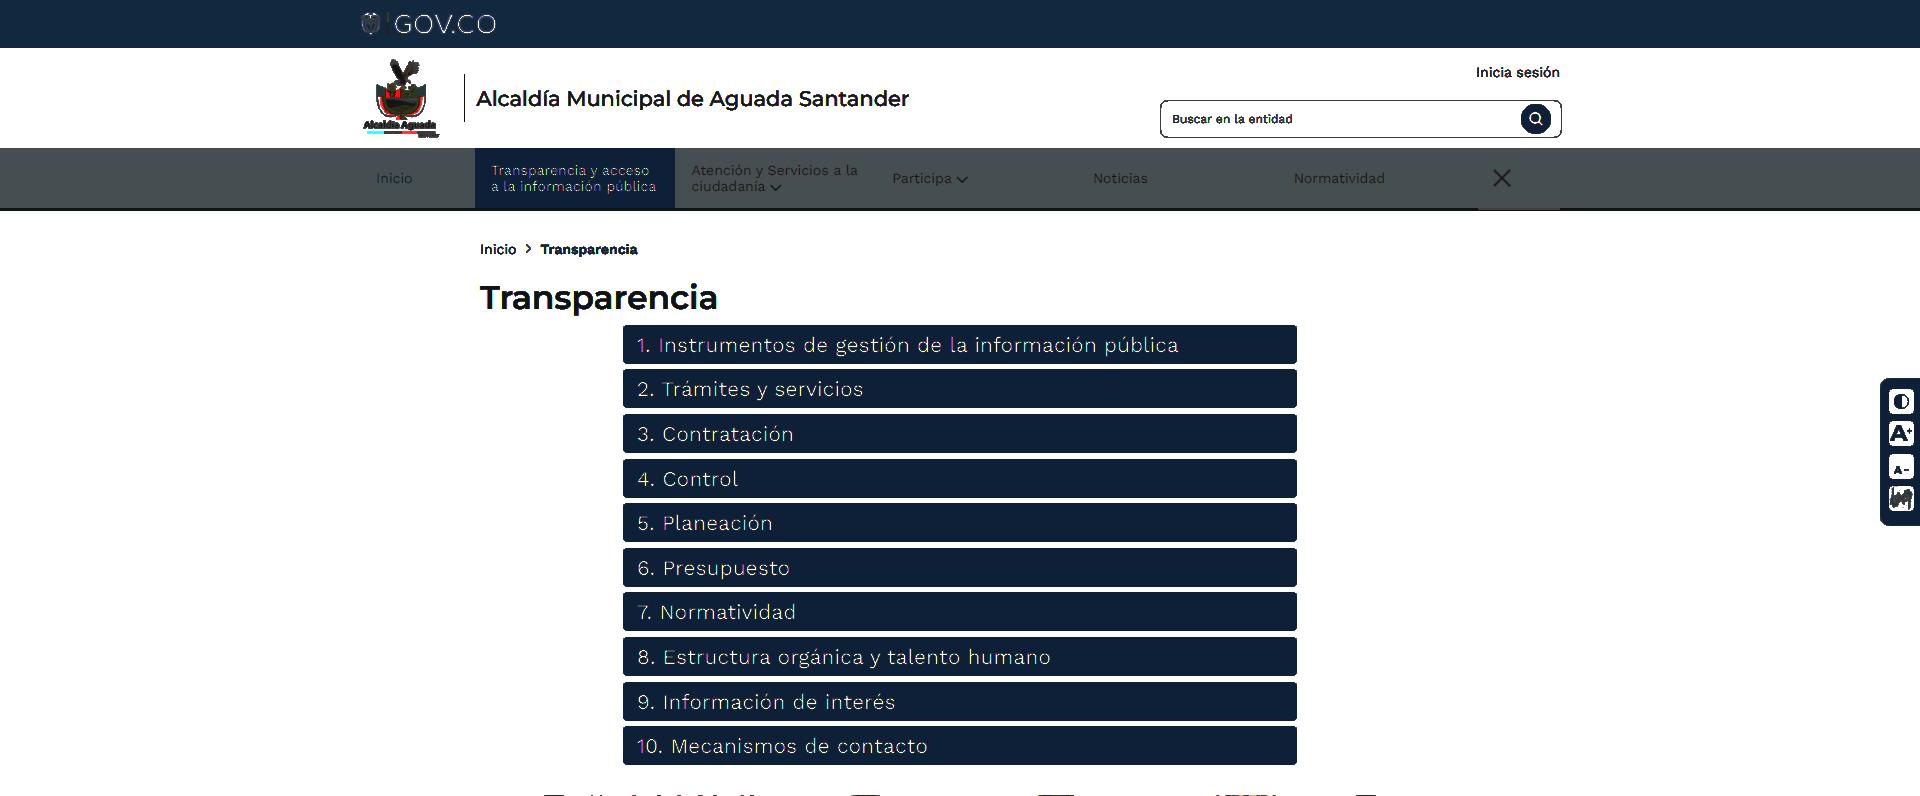 GOV.CO
Alcaldía Aguada
Alcaldía Municipal de Aguada Santander
Inicia sesión
Buscar en la entidad
Inicio
Transparencia y acceso
a la información pública
Atención y Servicios a la
ciudadanía
Participa
Noticias
Normatividad
Inicio > Transparencia
Transparencia
1. Instrumentos de gestión de la información pública
2. Trámites y servicios
3. Contratación
4. Control
5. Planeación
6. Presupuesto
7. Normatividad
8. Estructura orgánica y talento humano
9. Información de interés
10. Mecanismos de contacto
A+
A-